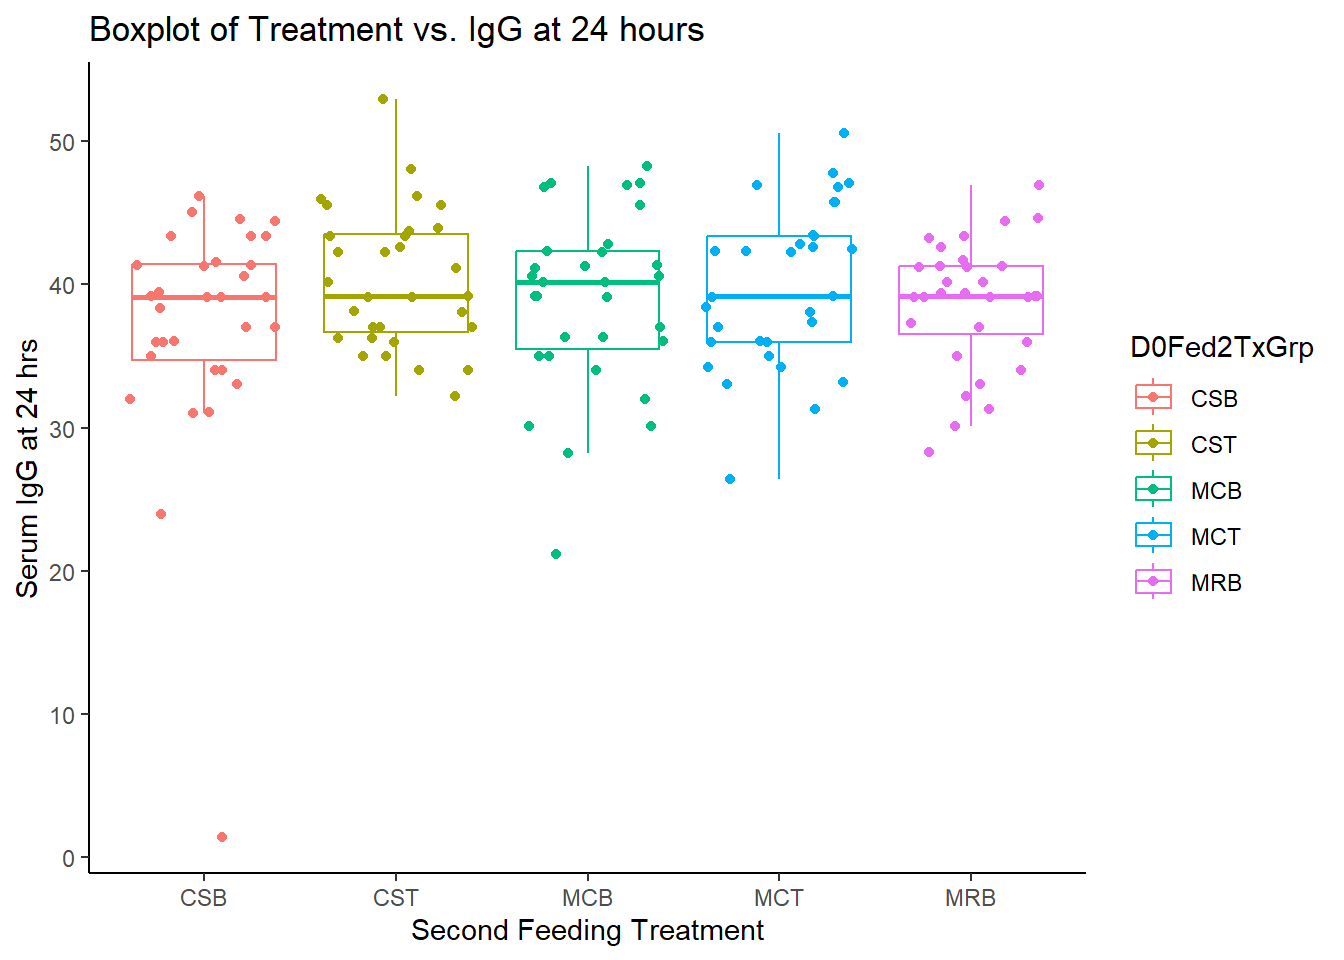 Boxplot of Treatment vs. IgG at 24 hours
Serum IgG at 24 hrs
50
40
30
20
10
0
CSB CST MCB MCT MRB
Second Feeding Treatment
D0Fed2TxGrp
CSB
CST
MCB
MCT
MRB